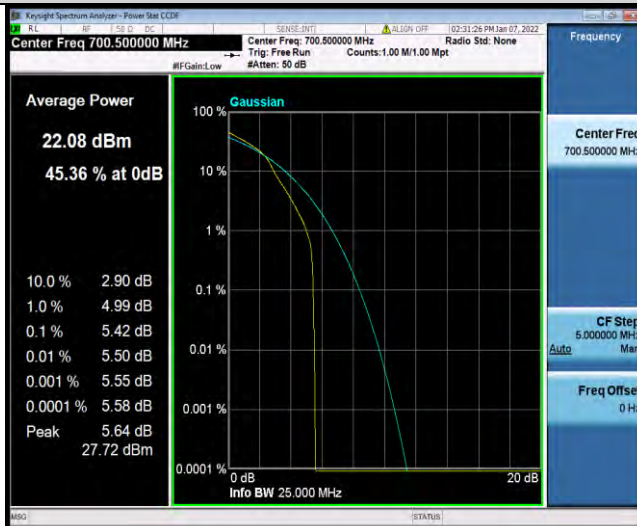 Keysight Spectrum Analyzer - Power Stat CCDF
RL RF 50 Ω DC SENSE:INT ALIGN OFF 02:31:26 PM Jan 07, 2022
Center Freq 700.500000 MHz
Center Freq: 700.500000 MHz Radio Std: None
Trig: Free Run Counts:1.00 M/1.00 Mpt
#IFGain:Low #Atten: 50 dB
Frequency
Average Power
22.08 dBm
45.36 % at 0dB
10.0 % 2.90 dB
1.0 % 4.99 dB
0.1 % 5.42 dB
0.01 % 5.50 dB
0.001 % 5.55 dB
0.0001 % 5.58 dB
Peak 5.64 dB
27.72 dBm
Gaussian
100 %
10 %
1 %
0.1 %
0.01 %
0.001 %
0.0001 %
0 dB 20 dB
Info BW 25.000 MHz
Center Freq
700.500000 MHz
CF Step
5.000000 MHz
Auto Man
Freq Offset
0 Hz
MSG STATUS